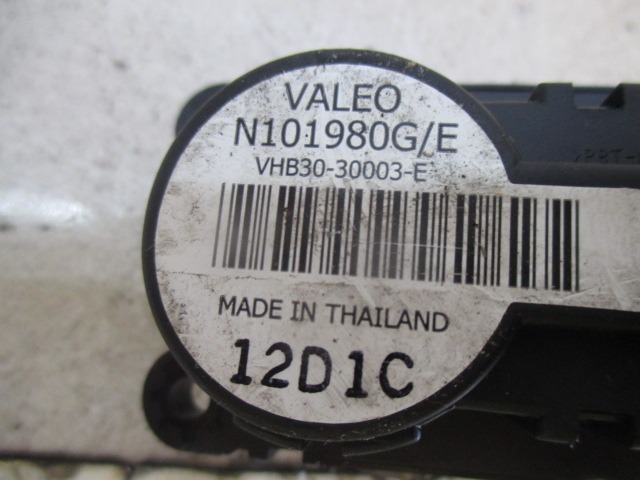 VALEO
N101980G/E
VHB30-30003-E
MADE IN THAILAND
12D1C